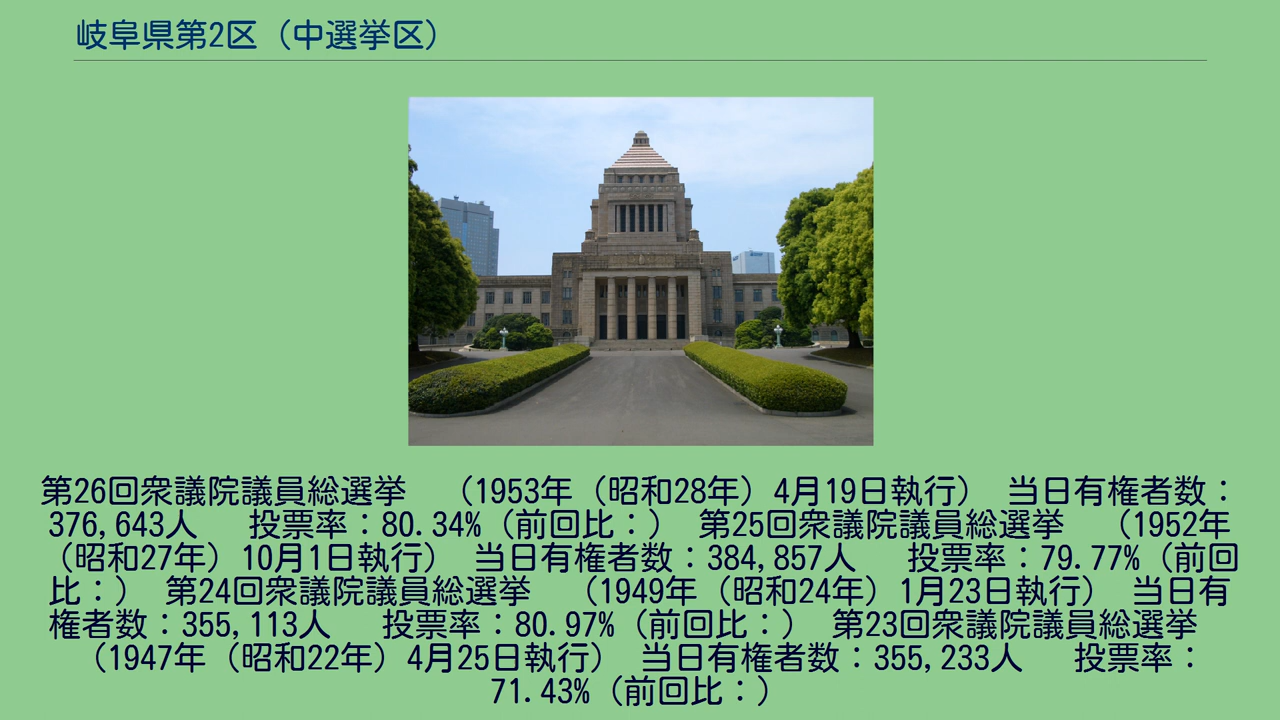 岐阜県第2区（中選挙区）
第26回衆議院議員総選挙　（1953年（昭和28年）4月19日執行） 当日有権者数：
376,643人　 投票率：80.34%（前回比：） 第25回衆議院議員総選挙　（1952年
（昭和27年）10月1日執行） 当日有権者数：384,857人　 投票率：79.77%（前回
比：） 第24回衆議院議員総選挙　（1949年（昭和24年）1月23日執行） 当日有
権者数：355,113人　 投票率：80.97%（前回比：） 第23回衆議院議員総選挙
（1947年（昭和22年）4月25日執行） 当日有権者数：355,233人　 投票率：
71.43%（前回比：）